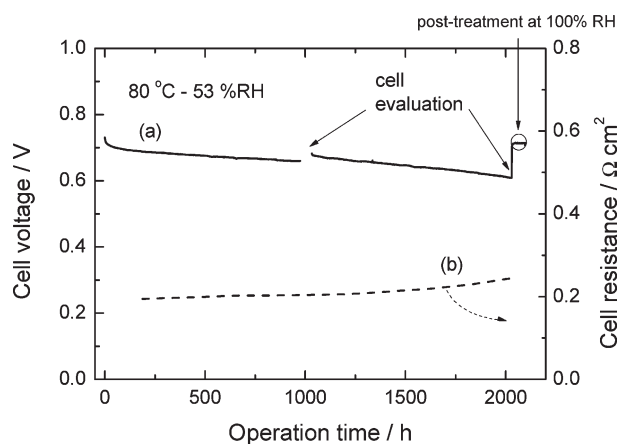 post-treatment at 100% RH
1.0
0.8
0.6
0.4
0.2
0.0
Cell voltage / V
80 °C - 53 %RH
(a)
cell
evaluation
(b)
0.8
0.6
0.4
0.2
0.0
Cell resistance / Ω cm²
0
500
1000
1500
2000
Operation time / h